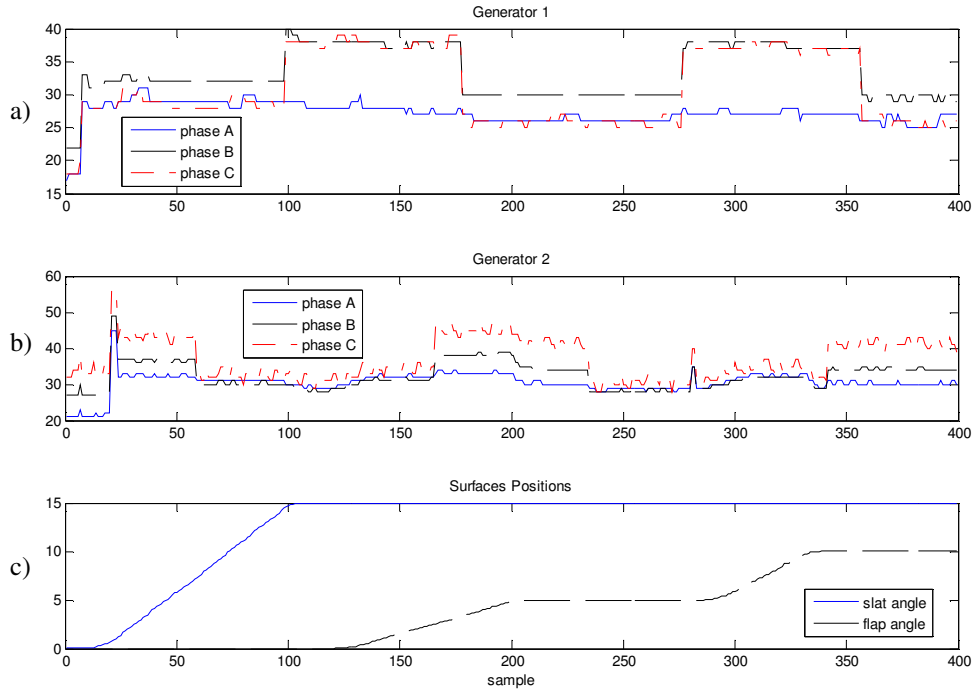 Generator 1
a)
40
35
30
25
20
15
phase A
phase B
phase C
0 50 100 150 200 250 300 350 400
Generator 2
b)
60
50
40
30
20
phase A
phase B
phase C
0 50 100 150 200 250 300 350 400
Surfaces Positions
c)
15
10
5
0
slat angle
flap angle
0 50 100 150 200 250 300 350 400
sample